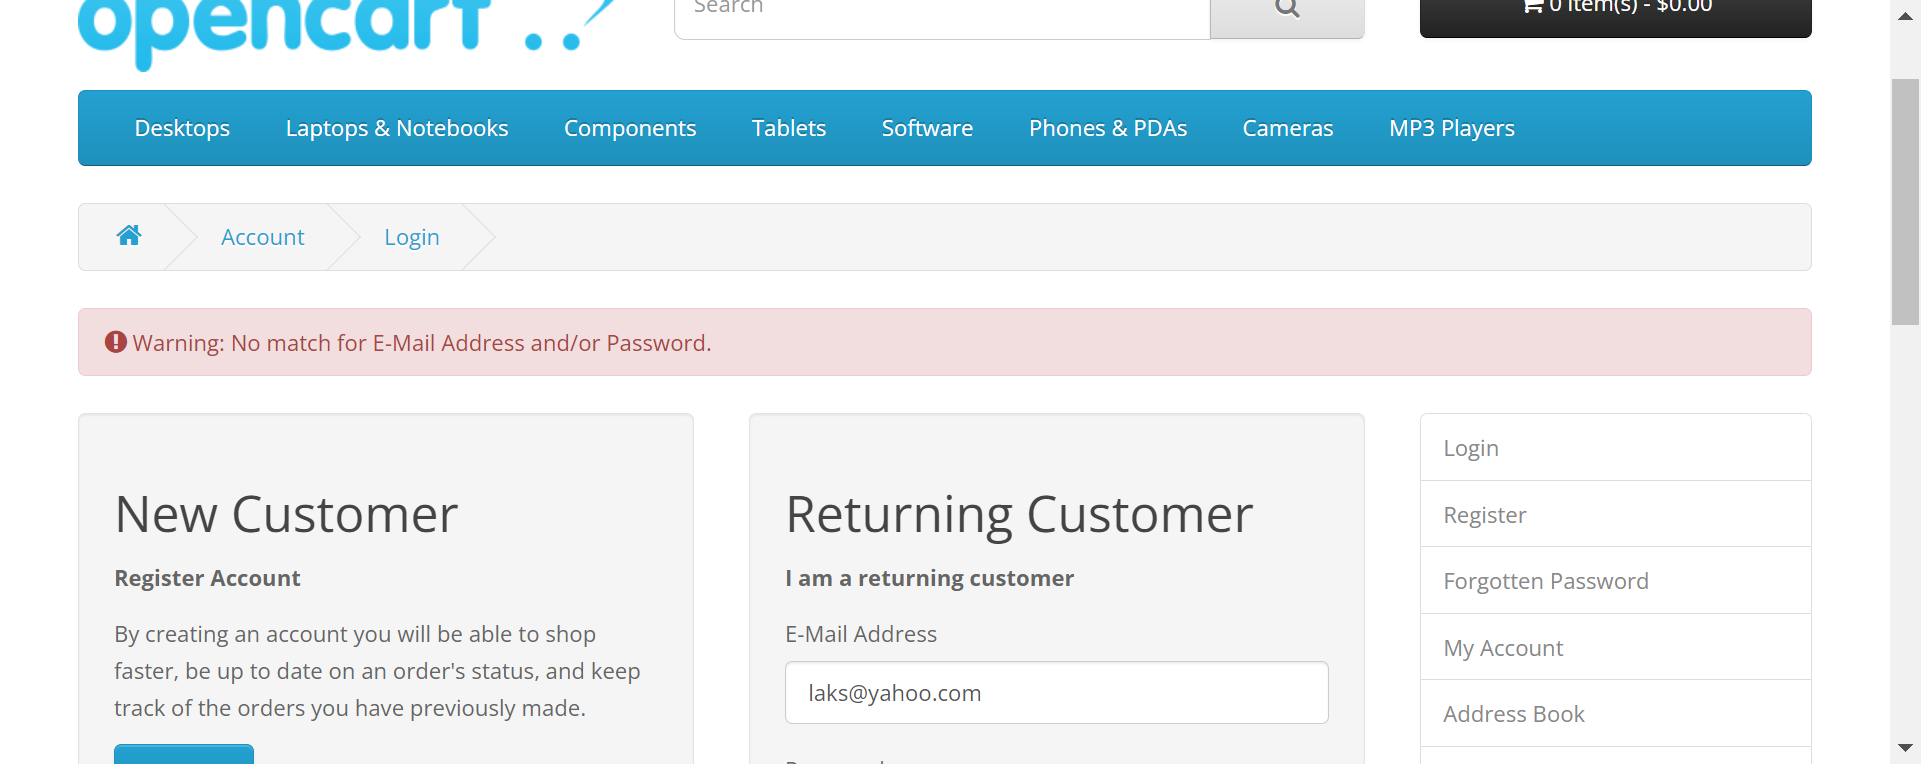 opencart
Search
0 item(s) - $0.00
Desktops
Laptops & Notebooks
Components
Tablets
Software
Phones & PDAs
Cameras
MP3 Players
Account
Login
Warning: No match for E-Mail Address and/or Password.
New Customer
Register Account
By creating an account you will be able to shop
faster, be up to date on an order's status, and keep
track of the orders you have previously made.
Returning Customer
I am a returning customer
E-Mail Address
laks@yahoo.com
Login
Register
Forgotten Password
My Account
Address Book